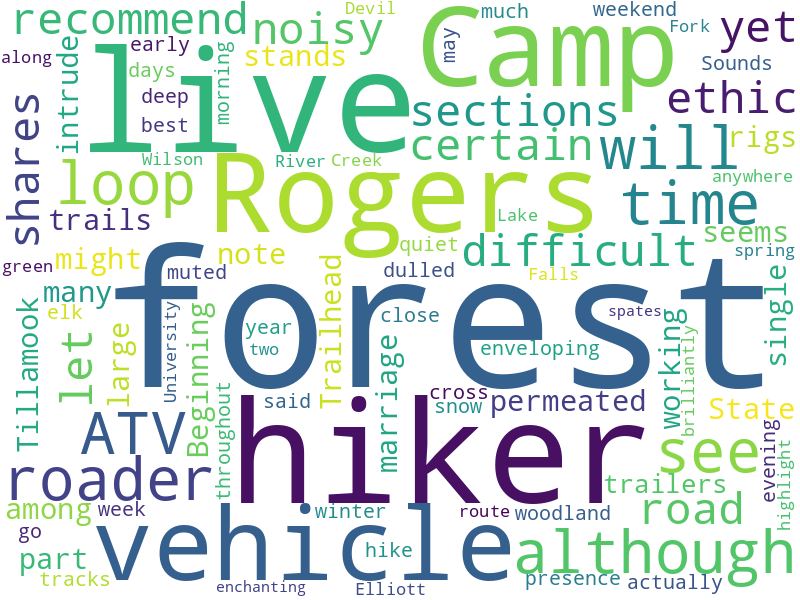 recommend
live
Camp
noisy
Devil
much
weekend
Fork
yet
along
early
intrude
days
deep
best
morning
stands
may
Sounds
ethic
shares
sections
certain
will
rigs
Wilson
River
Creek
anywhere
loop
Rogers
time
trails
Lake
green
might
note
quiet
difficult
seems
spring
many
muted
forest
dulled
Falls
elk
large
University
year
two
Trailhead
close
enveloping
spates
single
Tillamook
let
Beginning
marriage
working
brilliantly
said
cross
snow
permeated
State
ATV
hiker
see
roader
throughout
evening
highlight
among
week
vehicle
winter
route
woodland
trailers
road
go
hike
although
part
tracks
enchanting
Elliott
presence
actually